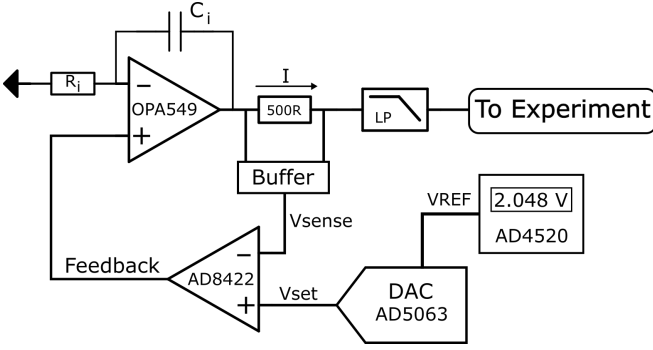 C i
R i
−
OPA549
+
I
500R
LP
To Experiment
Buffer
Vsense
VREF
2.048 V
AD4520
Feedback
−
AD8422
+
Vset
DAC
AD5063